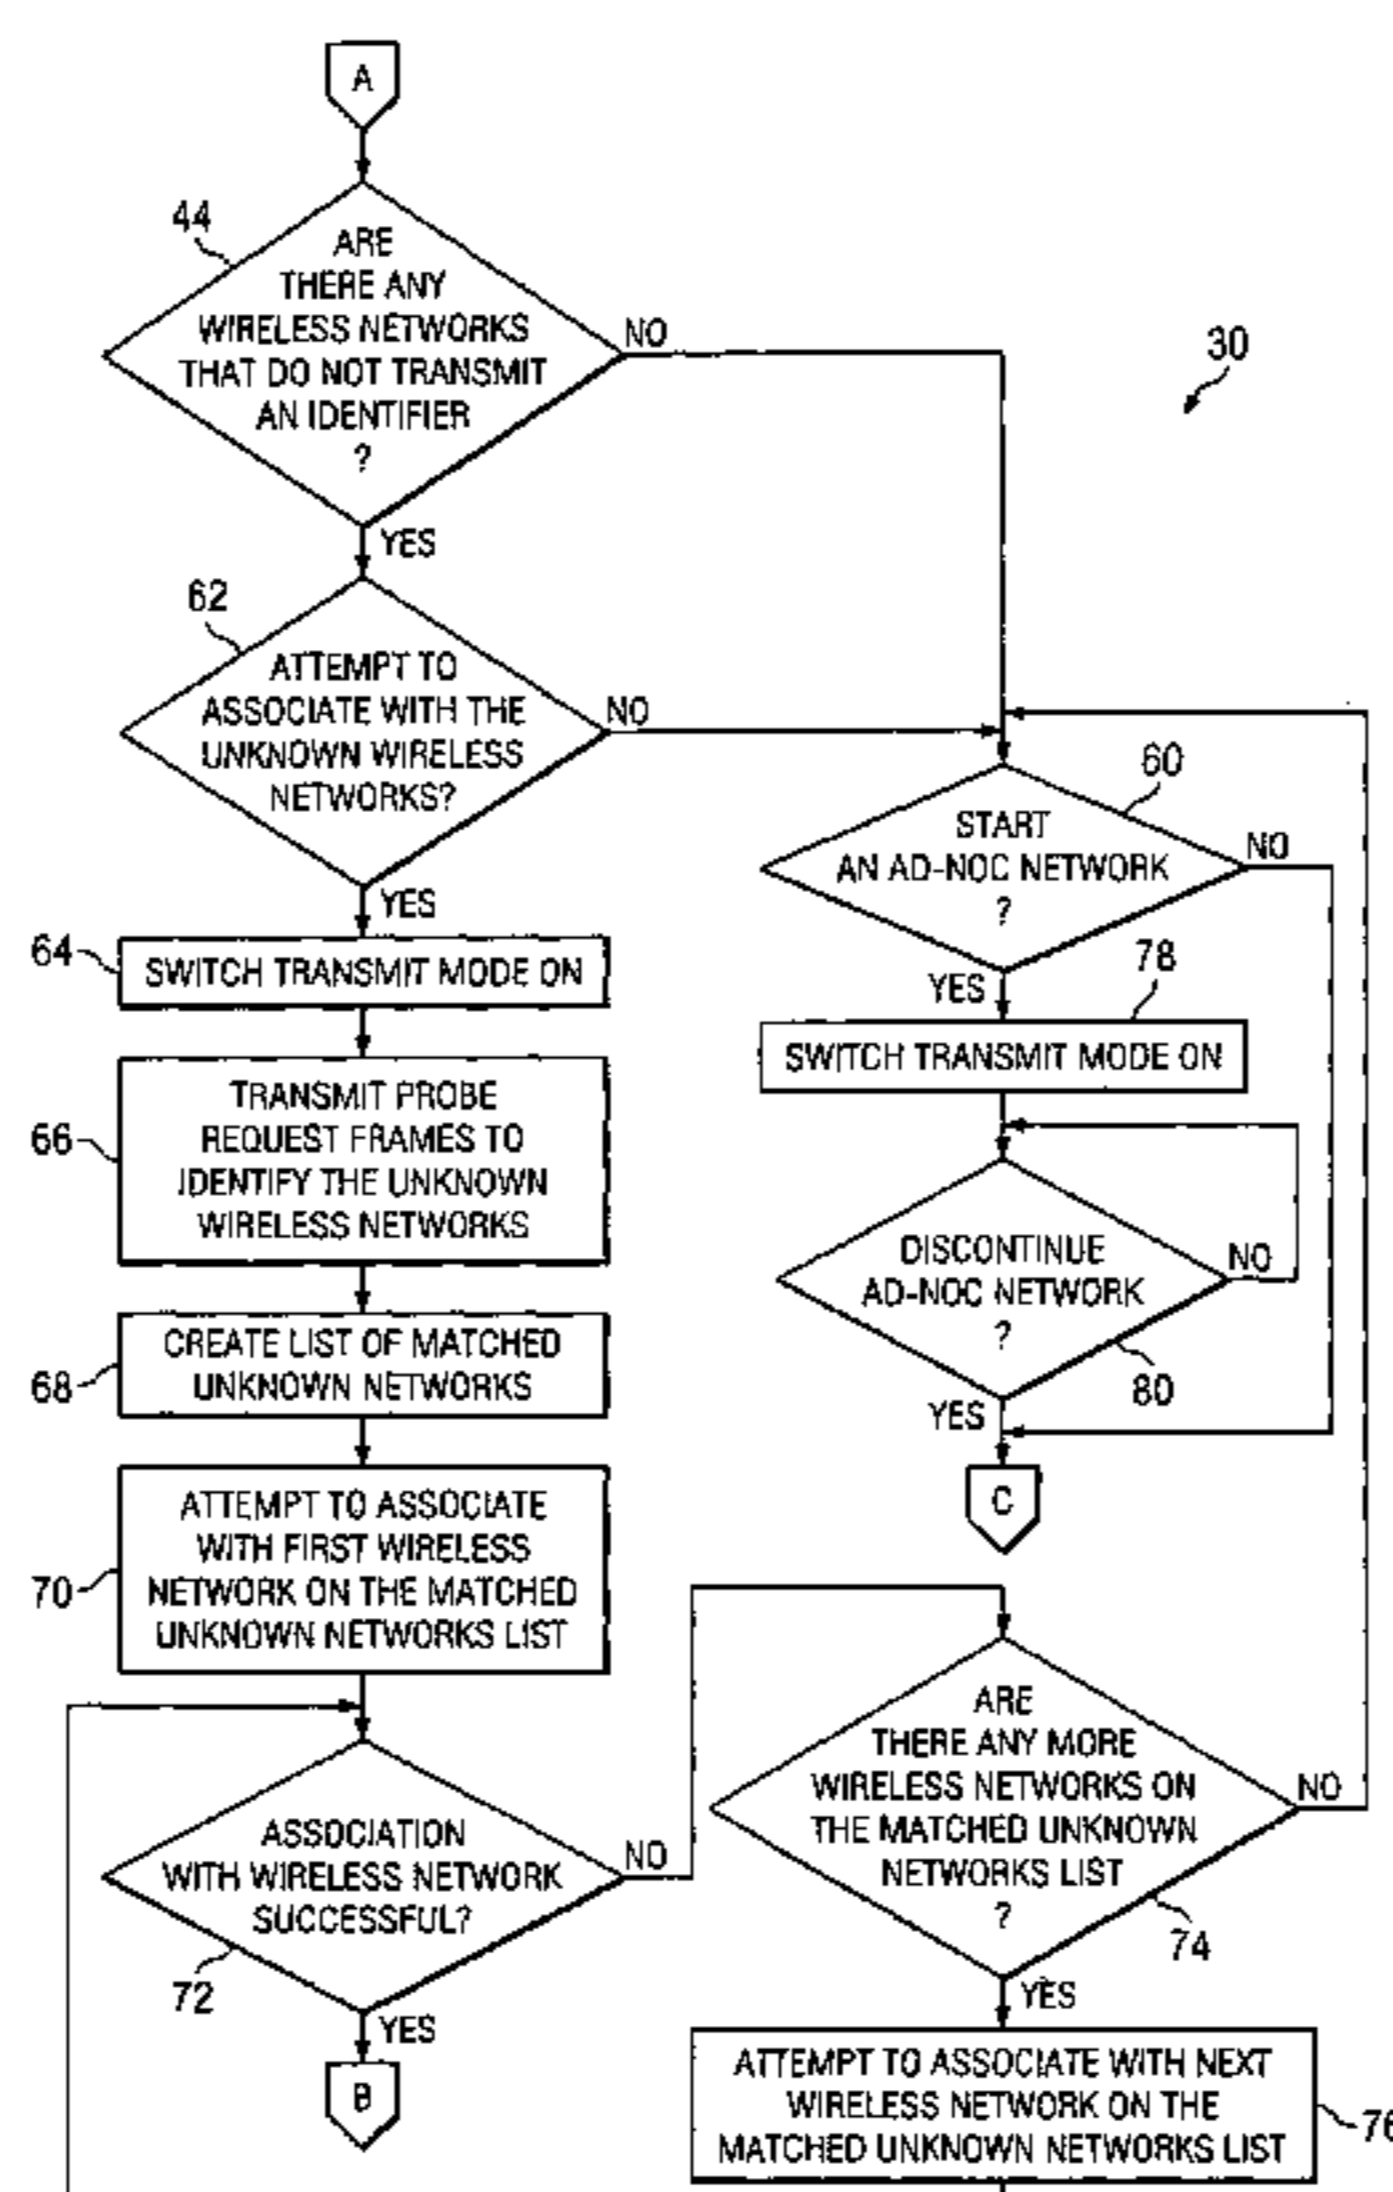 A
44
ARE
THERE ANY
WIRELESS NETWORKS
THAT DO NOT TRANSMIT
AN IDENTIFIER
?
NO
30
YES
62
ATTEMPT TO
ASSOCIATE WITH THE
UNKNOWN WIRELESS
NETWORKS?
NO
YES
64
SWITCH TRANSMIT MODE ON
66
TRANSMIT PROBE
REQUEST FRAMES TO
IDENTIFY THE UNKNOWN
WIRELESS NETWORKS
68
CREATE LIST OF MATCHED
UNKNOWN NETWORKS
70
ATTEMPT TO ASSOCIATE
WITH FIRST WIRELESS
NETWORK ON THE MATCHED
UNKNOWN NETWORKS LIST
ASSOCIATION
WITH WIRELESS NETWORK
SUCCESSFUL?
NO
72
YES
B
60
START
AN AD-NOC NETWORK
?
NO
YES
78
SWITCH TRANSMIT MODE ON
DISCONTINUE
AD-NOC NETWORK
?
NO
80
YES
C
ARE
THERE ANY MORE
WIRELESS NETWORKS ON
THE MATCHED UNKNOWN
NETWORKS LIST
?
NO
74
YES
ATTEMPT TO ASSOCIATE WITH NEXT
WIRELESS NETWORK ON THE
MATCHED UNKNOWN NETWORKS LIST
76